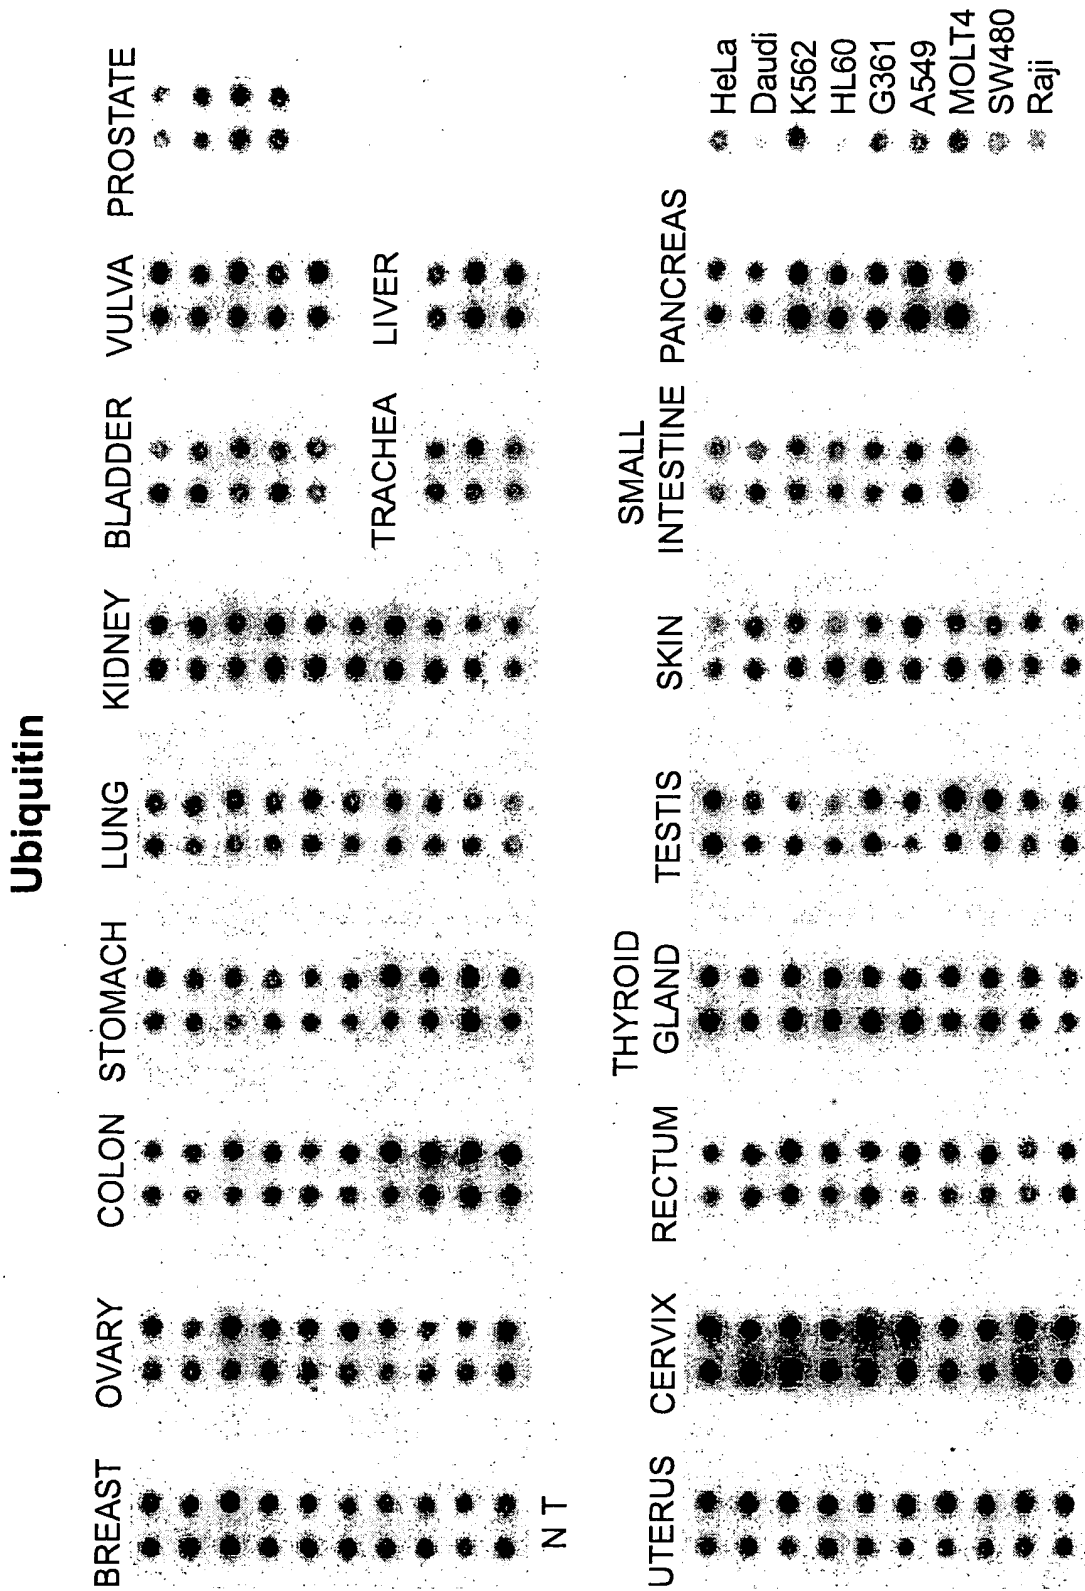 Ubiquitin
BREAST OVARY COLON STOMACH LUNG KIDNEY BLADDER VULVA PROSTATE
TRACHEA LIVER
N T
UTERUS CERVIX RECTUM THYROID GLAND TESTIS SKIN SMALL INTESTINE PANCREAS
HeLa
Daudi
K562
HL60
G361
A549
MOLT4
SW480
Raji